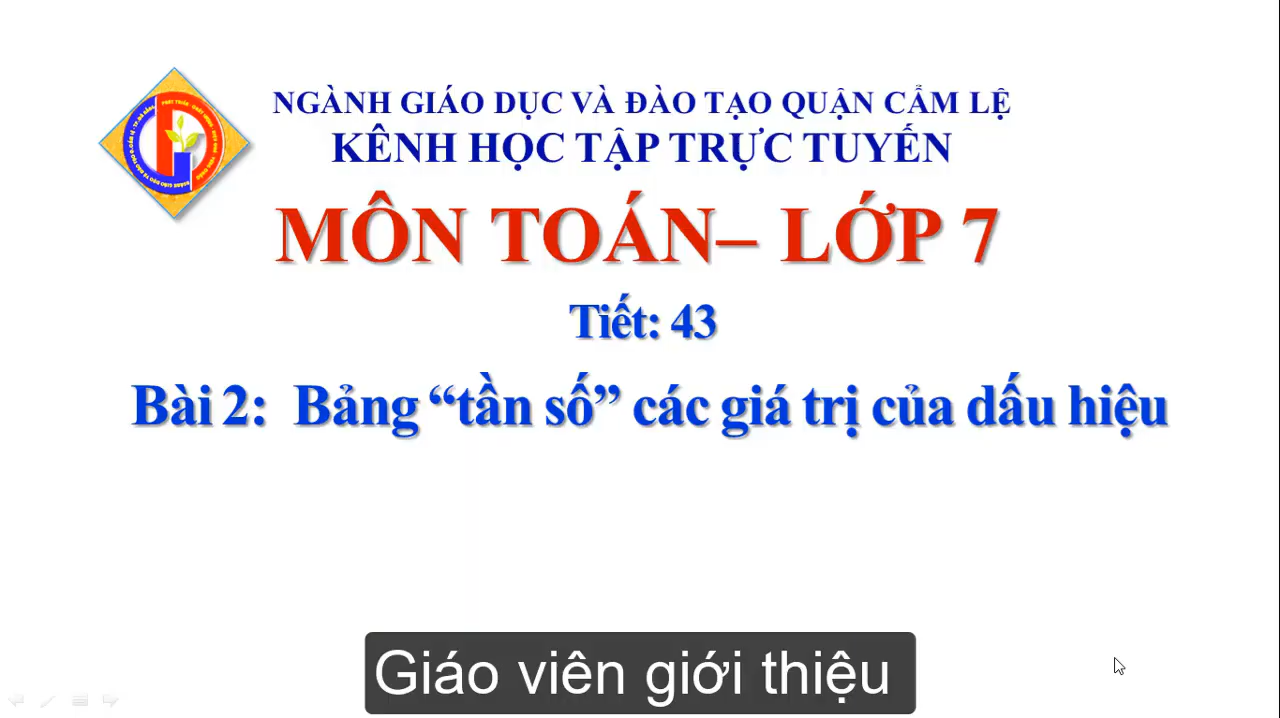 NGÀNH GIÁO DỤC VÀ ĐÀO TẠO QUẬN CẨM LỆ
KÊNH HỌC TẬP TRỰC TUYẾN
MÔN TOÁN– LỚP 7
Tiết: 43
Bài 2: Bảng “tần số” các giá trị của dấu hiệu
Giáo viên giới thiệu